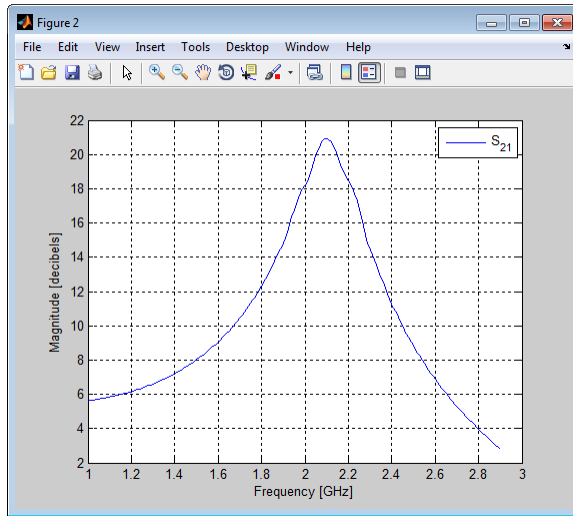 Figure 2
File Edit View Insert Tools Desktop Window Help
S21
22
20
18
16
14
12
10
8
6
4
2
Magnitude [decibels]
1 1.2 1.4 1.6 1.8 2 2.2 2.4 2.6 2.8 3
Frequency [GHz]